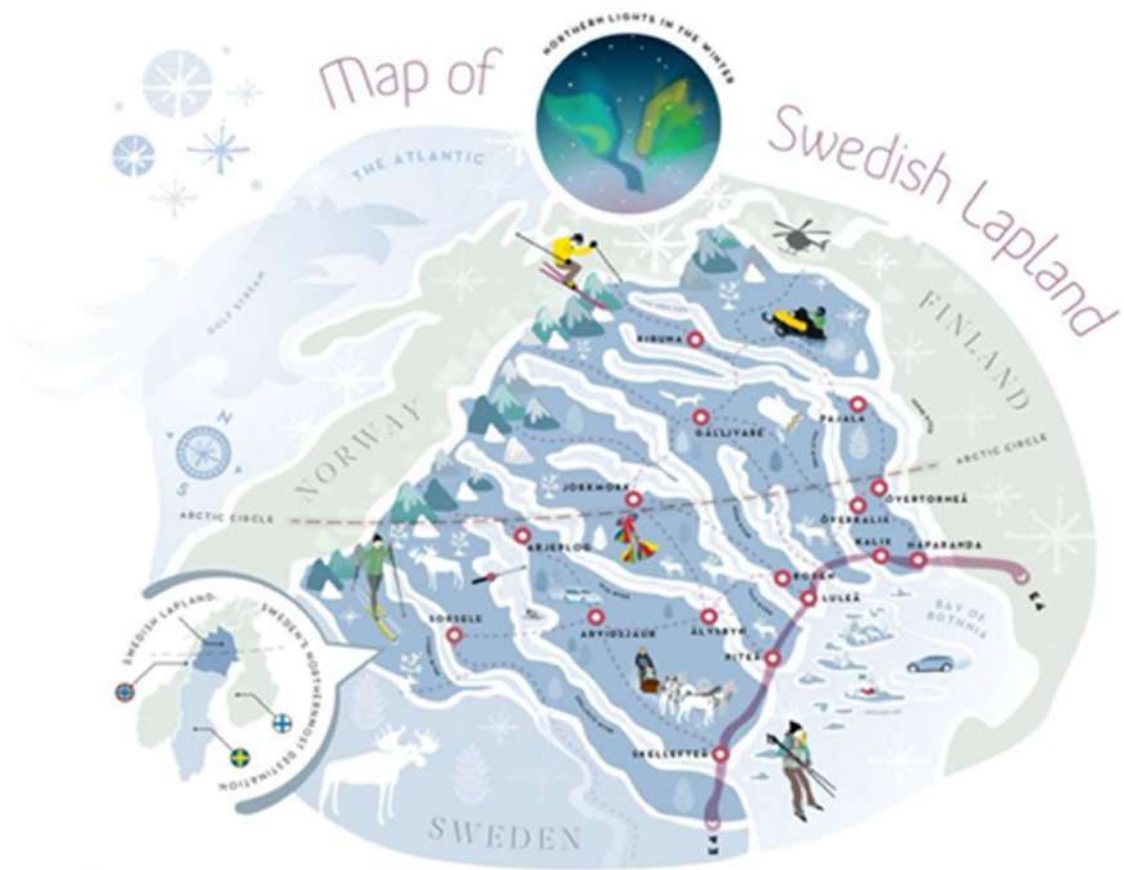 NORTHERN LIGHTS IN THE WINTER
Map of
Swedish Lapland
THE ATLANTIC
GULF STREAM
NORWAY
FINLAND
KIRUNA
PAJALA
GÄLLIVARE
ARCTIC CIRCLE
JOKKMOKK
ÖVERTORNEÅ
ÖVERKALIX
ARCTIC CIRCLE
N
S
ARJEPLOG
KALIX
HAPARANDA
BODEN
LULEÅ
E4
BAY OF
BOTHNIA
SORSELE
ARVIDSJAUR
ÄLVSBYN
PITEÅ
SKELLEFTEÅ
E4
SWEDISH LAPLAND:
SWEDEN'S NORTHERNMOST DESTINATION
SWEDEN